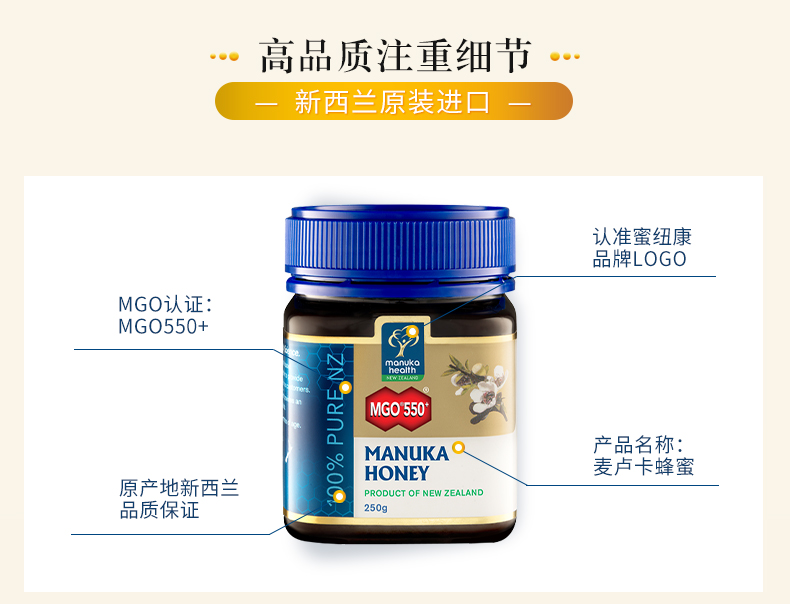 高品质注重细节
— 新西兰原装进口 —
认准蜜纽康
品牌LOGO
MGO认证：
MGO550+
manuka
health
NEW ZEALAND
MGO®550+
®
100% PURE NZ
MANUKA
HONEY
PRODUCT OF NEW ZEALAND
250g
产品名称：
麦卢卡蜂蜜
原产地新西兰
品质保证